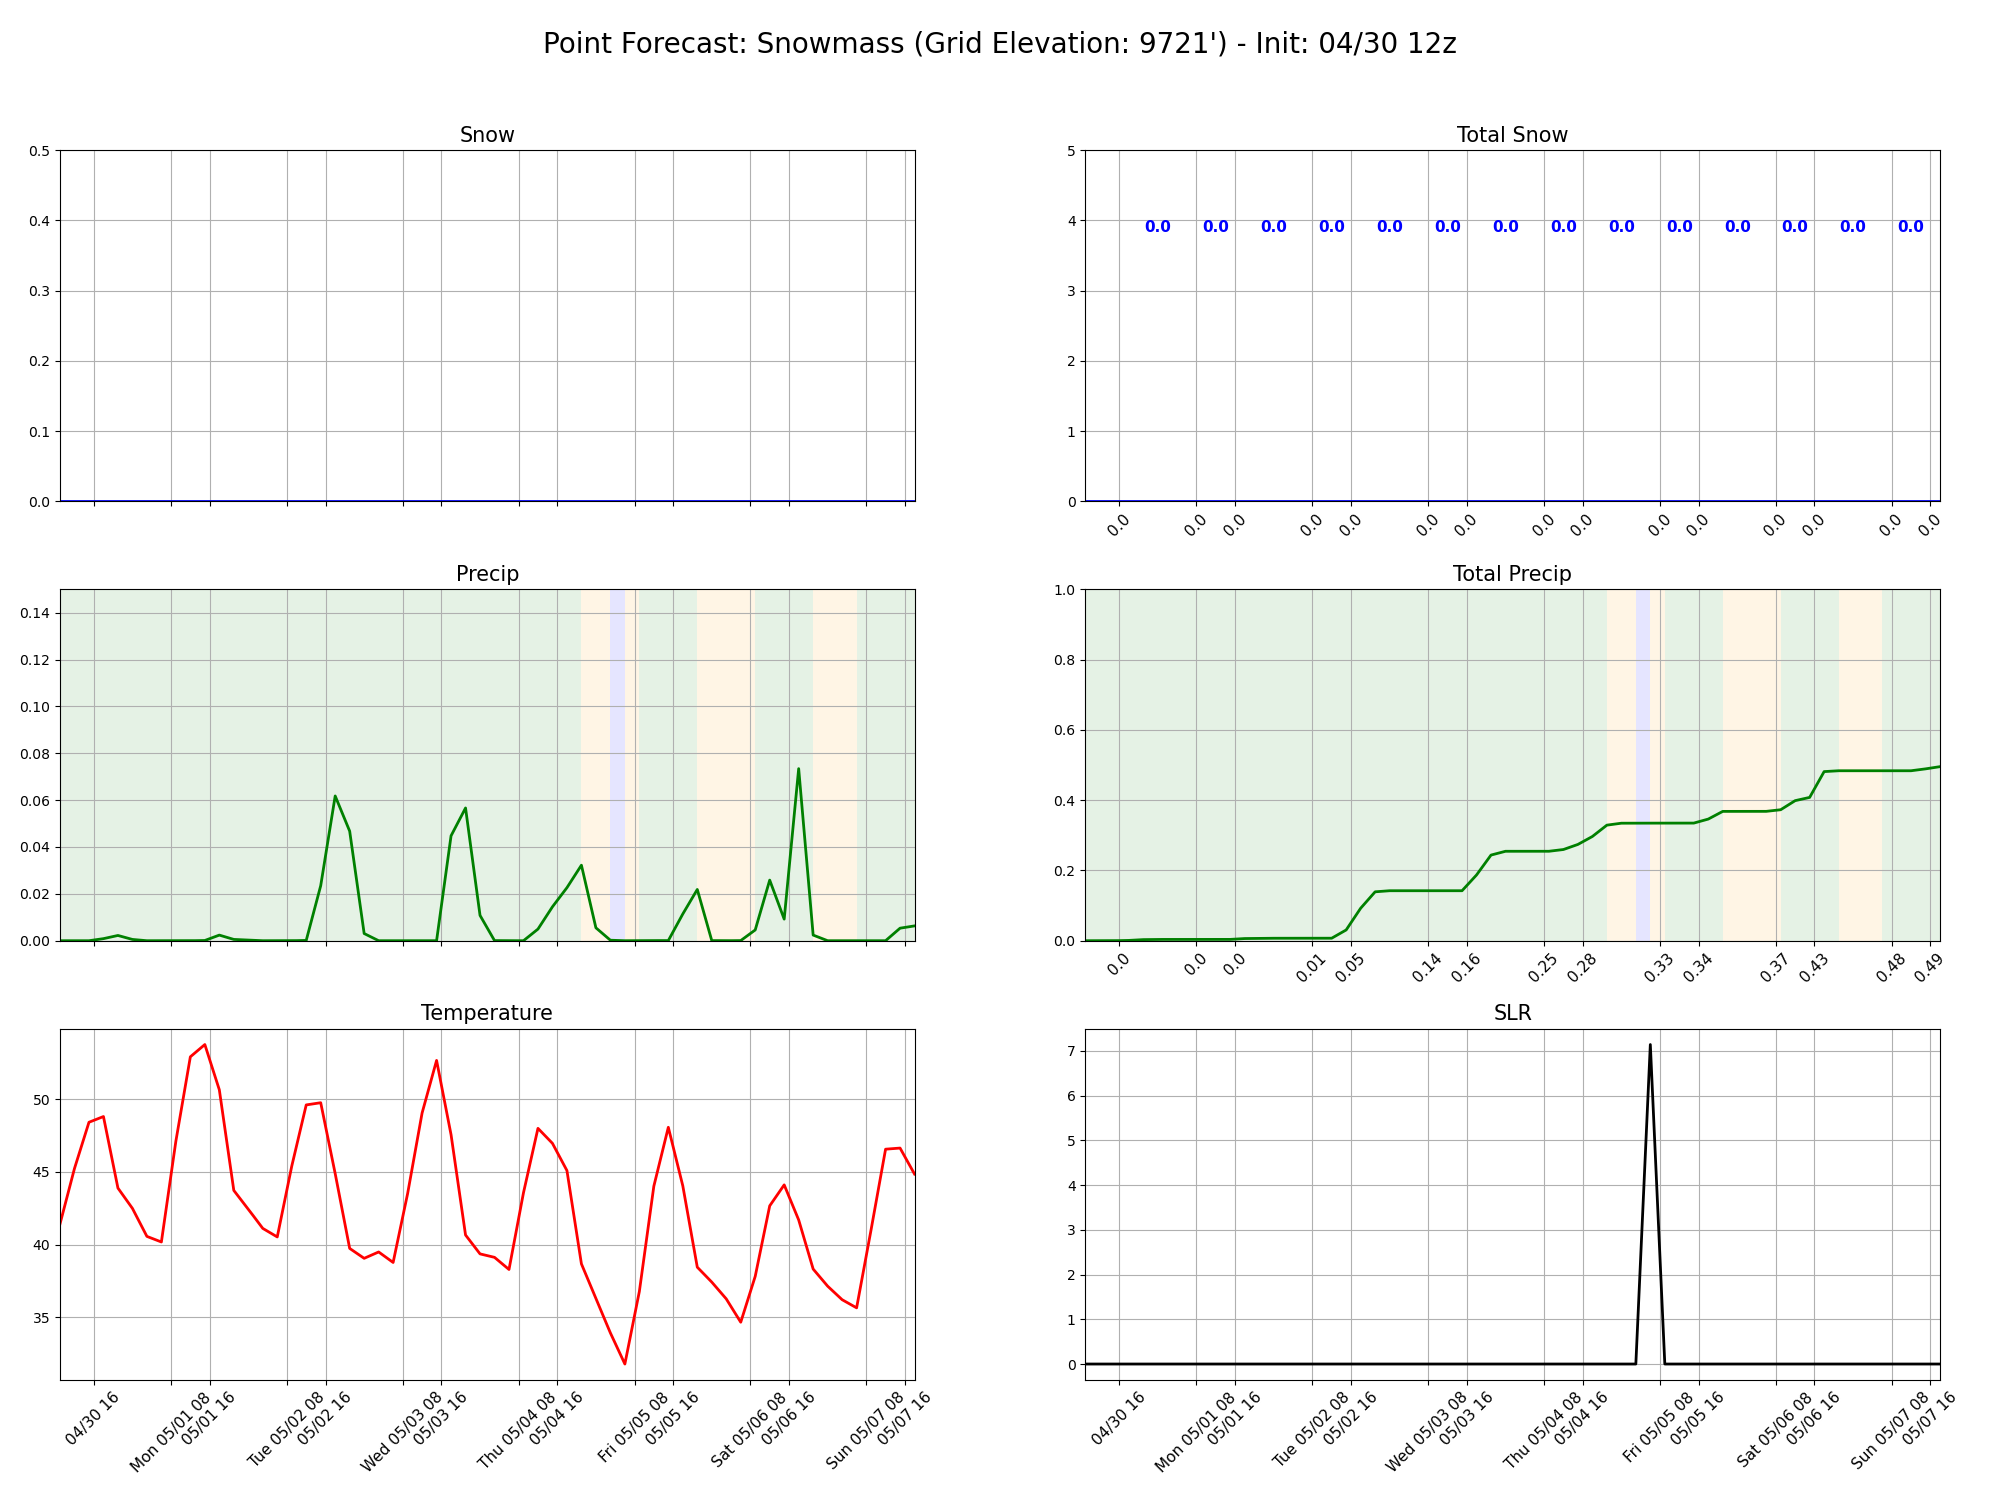 Point Forecast: Snowmass (Grid Elevation: 9721') - Init: 04/30 12z
Snow
0.5
0.4
0.3
0.2
0.1
0.0
Total Snow
5
4
3
2
1
0
0.0 0.0 0.0 0.0 0.0 0.0 0.0 0.0 0.0 0.0 0.0 0.0 0.0 0.0
0.0 0.0 0.0 0.0 0.0 0.0 0.0 0.0 0.0 0.0 0.0 0.0 0.0 0.0 0.0
Precip
0.14
0.12
0.10
0.08
0.06
0.04
0.02
0.00
Total Precip
1.0
0.8
0.6
0.4
0.2
0.0
0.0 0.0 0.0 0.01 0.05 0.14 0.16 0.25 0.28 0.33 0.34 0.37 0.43 0.48 0.49
Temperature
50
45
40
35
04/30 16
Mon 05/01 08
05/01 16
Tue 05/02 08
05/02 16
Wed 05/03 08
05/03 16
Thu 05/04 08
05/04 16
Fri 05/05 08
05/05 16
Sat 05/06 08
05/06 16
Sun 05/07 08
05/07 16
SLR
7
6
5
4
3
2
1
0
04/30 16
Mon 05/01 08
05/01 16
Tue 05/02 08
05/02 16
Wed 05/03 08
05/03 16
Thu 05/04 08
05/04 16
Fri 05/05 08
05/05 16
Sat 05/06 08
05/06 16
Sun 05/07 08
05/07 16